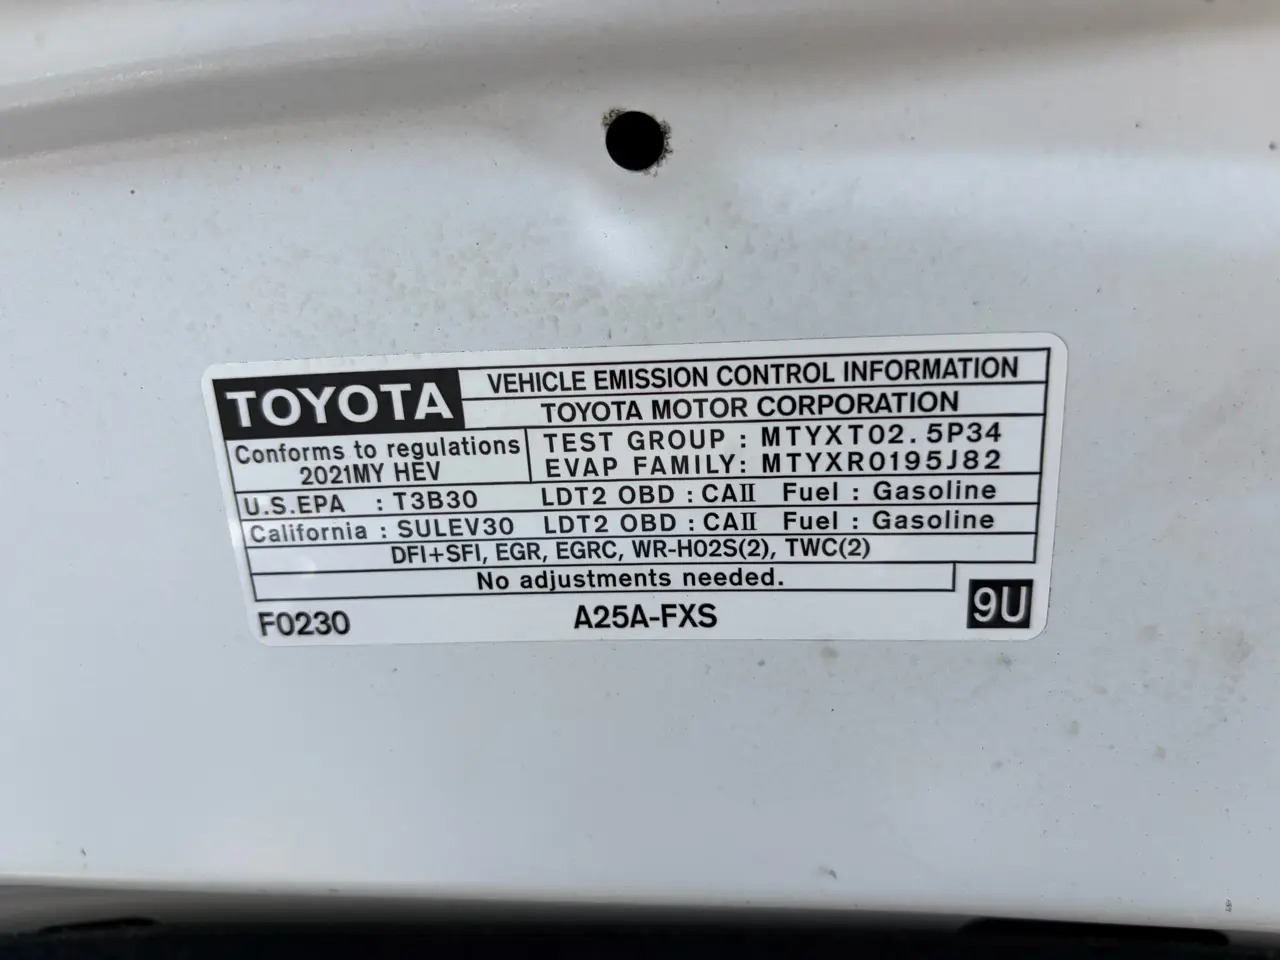 TOYOTA
VEHICLE EMISSION CONTROL INFORMATION
TOYOTA MOTOR CORPORATION
Conforms to regulations
2021MY HEV
TEST GROUP : MTYXT02.5P34
EVAP FAMILY: MTYXR0195J82
U.S.EPA : T3B30 LDT2 OBD : CAII Fuel : Gasoline
California : SULEV30 LDT2 OBD : CAII Fuel : Gasoline
DFI+SFI, EGR, EGRC, WR-HO2S(2), TWC(2)
No adjustments needed.
F0230 A25A-FXS 9U